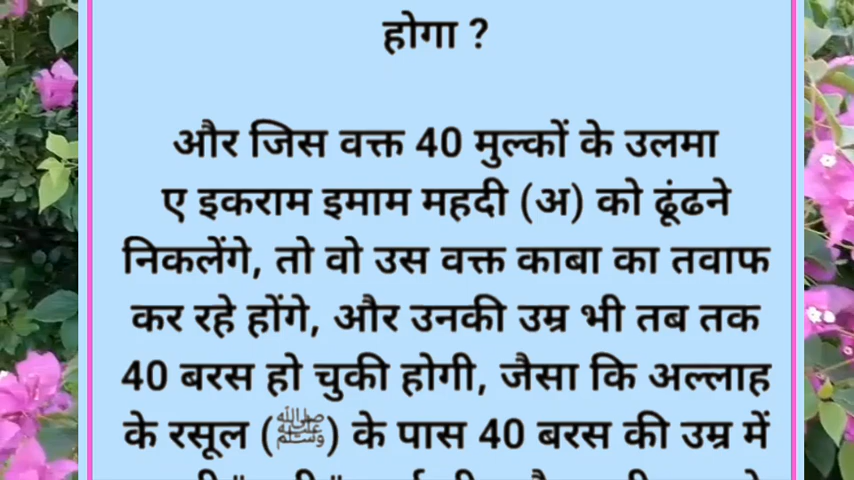 होगा ?
और जिस वक्त 40 मुल्कों के उलमा
ए इकराम इमाम महदी (अ) को ढूंढने
निकलेंगे, तो वो उस वक्त काबा का तवाफ
कर रहे होंगे, और उनकी उम्र भी तब तक
40 बरस हो चुकी होगी, जैसा कि अल्लाह
के रसूल (ﷺ) के पास 40 बरस की उम्र में